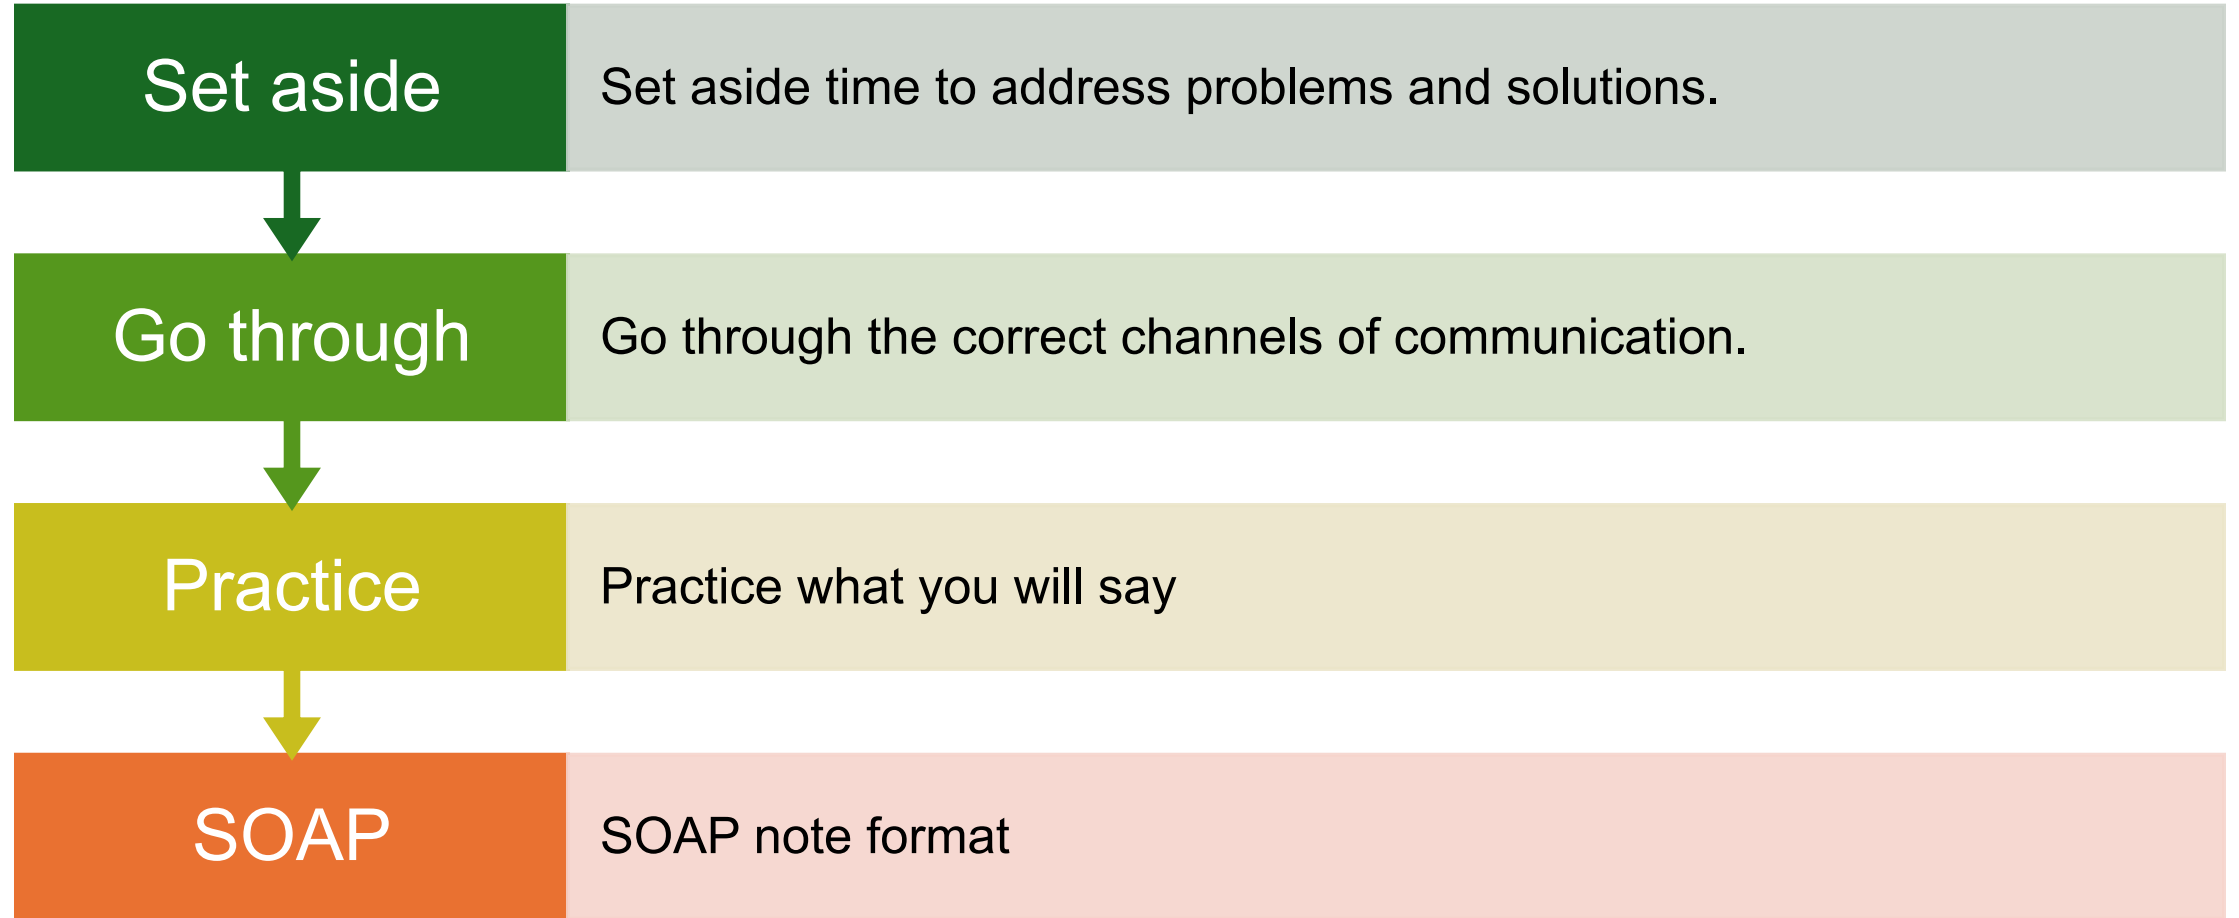 Set aside
Set aside time to address problems and solutions.
Go through
Go through the correct channels of communication.
Practice
Practice what you will say
SOAP
SOAP note format